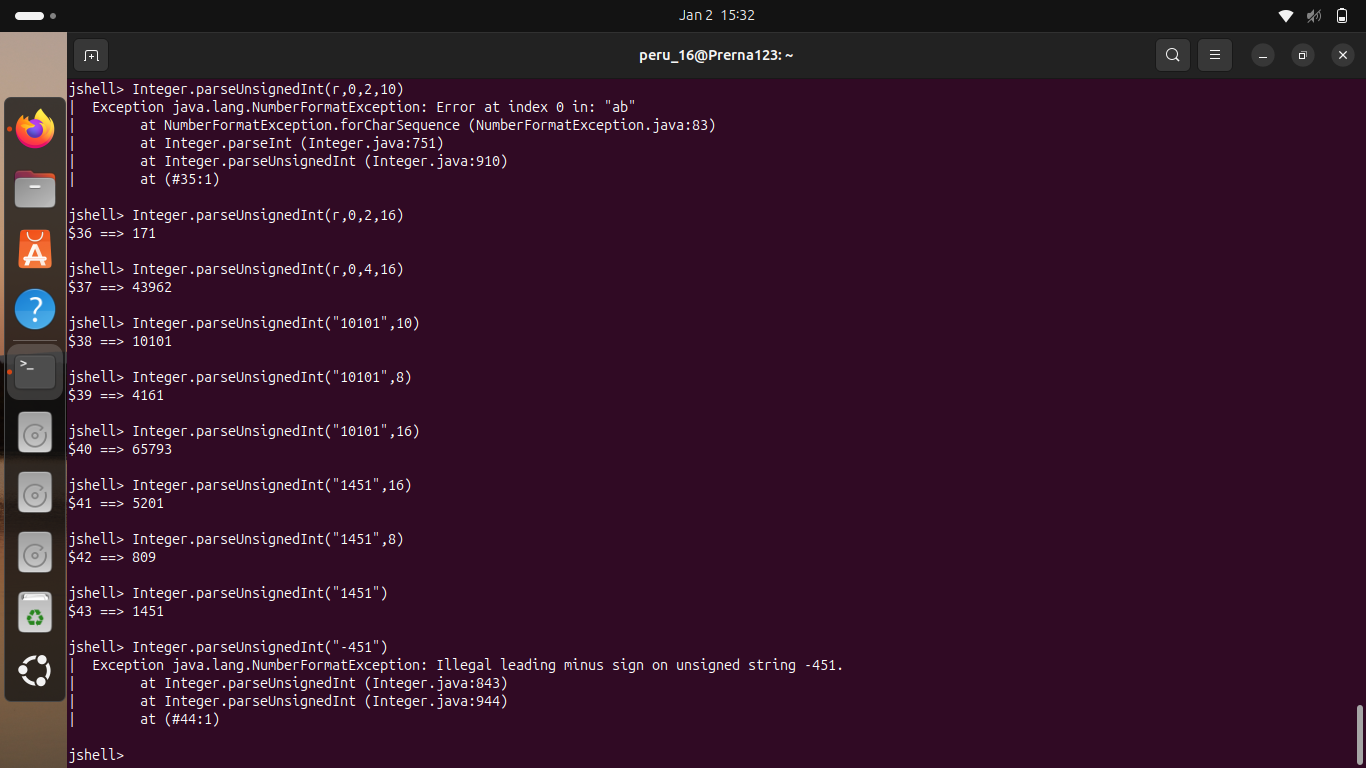 Jan 2 15:32
peru_16@Prerna123: ~
jshell> Integer.parseUnsignedInt(r,0,2,10)
|  Exception java.lang.NumberFormatException: Error at index 0 in: "ab"
|        at NumberFormatException.forCharSequence (NumberFormatException.java:83)
|        at Integer.parseInt (Integer.java:751)
|        at Integer.parseUnsignedInt (Integer.java:910)
|        at (#35:1)
jshell> Integer.parseUnsignedInt(r,0,2,16)
$36 ==> 171
jshell> Integer.parseUnsignedInt(r,0,4,16)
$37 ==> 43962
jshell> Integer.parseUnsignedInt("10101",10)
$38 ==> 10101
jshell> Integer.parseUnsignedInt("10101",8)
$39 ==> 4161
jshell> Integer.parseUnsignedInt("10101",16)
$40 ==> 65793
jshell> Integer.parseUnsignedInt("1451",16)
$41 ==> 5201
jshell> Integer.parseUnsignedInt("1451",8)
$42 ==> 809
jshell> Integer.parseUnsignedInt("1451")
$43 ==> 1451
jshell> Integer.parseUnsignedInt("-451")
|  Exception java.lang.NumberFormatException: Illegal leading minus sign on unsigned string -451.
|        at Integer.parseUnsignedInt (Integer.java:843)
|        at Integer.parseUnsignedInt (Integer.java:944)
|        at (#44:1)
jshell>